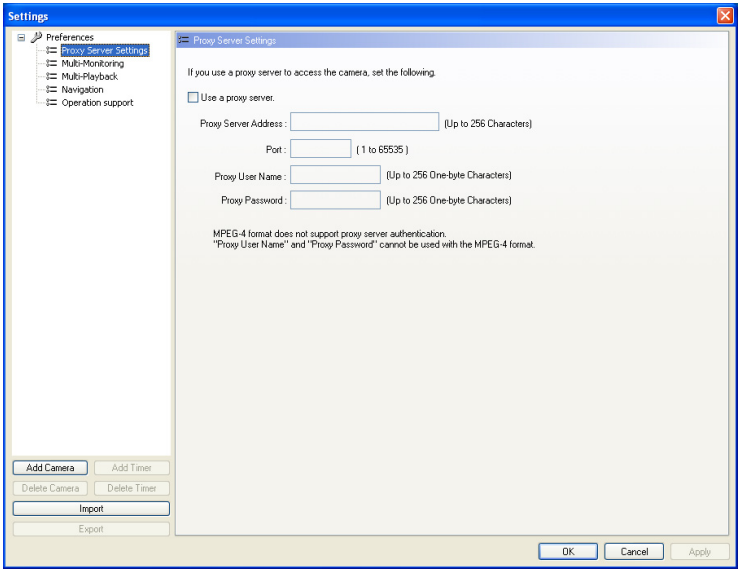 Settings
Preferences
Proxy Server Settings
Multi-Monitoring
Multi-Playback
Navigation
Operation support
Proxy Server Settings
If you use a proxy server to access the camera, set the following.
Use a proxy server.
Proxy Server Address : (Up to 256 Characters)
Port : ( 1 to 65535 )
Proxy User Name : (Up to 256 One-byte Characters)
Proxy Password : (Up to 256 One-byte Characters)
MPEG-4 format does not support proxy server authentication.
"Proxy User Name" and "Proxy Password" cannot be used with the MPEG-4 format.
Add Camera Add Timer
Delete Camera Delete Timer
Import
Export
OK Cancel Apply